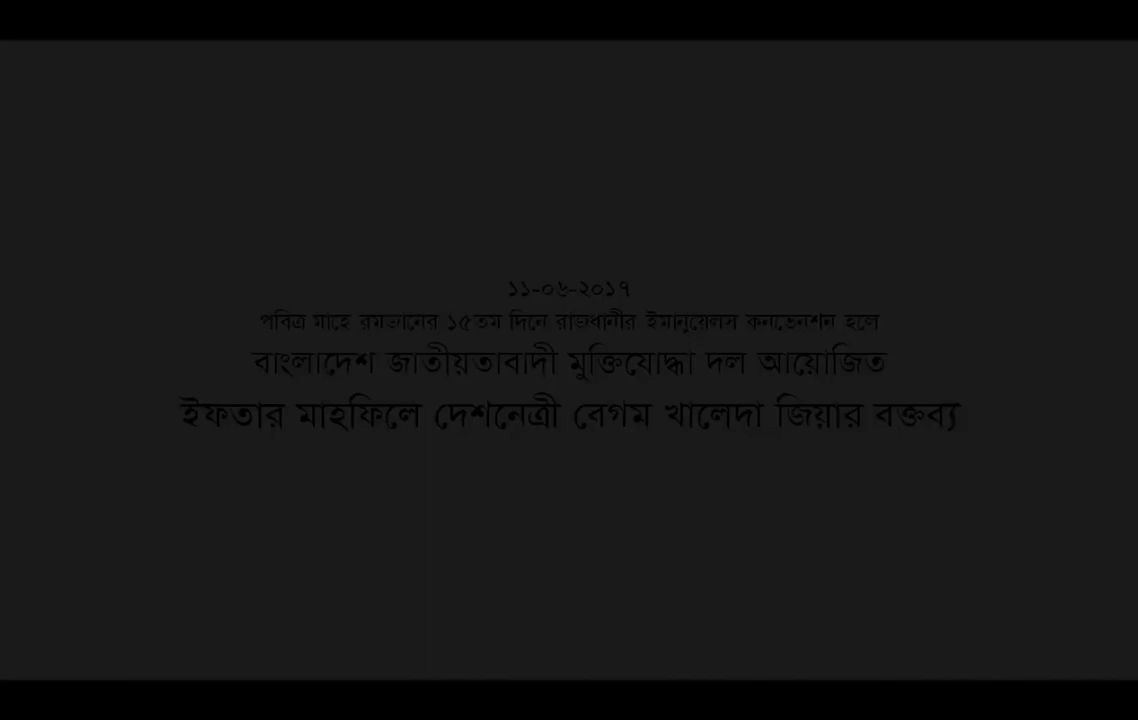 ১১-০৬-২০১৭
পবিত্র মাহে রমজানের ১৫তম দিনে রাজধানীর ইমানুয়েলস কনভেনশন হলে
বাংলাদেশ জাতীয়তাবাদী মুক্তিযোদ্ধা দল আয়োজিত
ইফতার মাহফিলে দেশনেত্রী বেগম খালেদা জিয়ার বক্তব্য